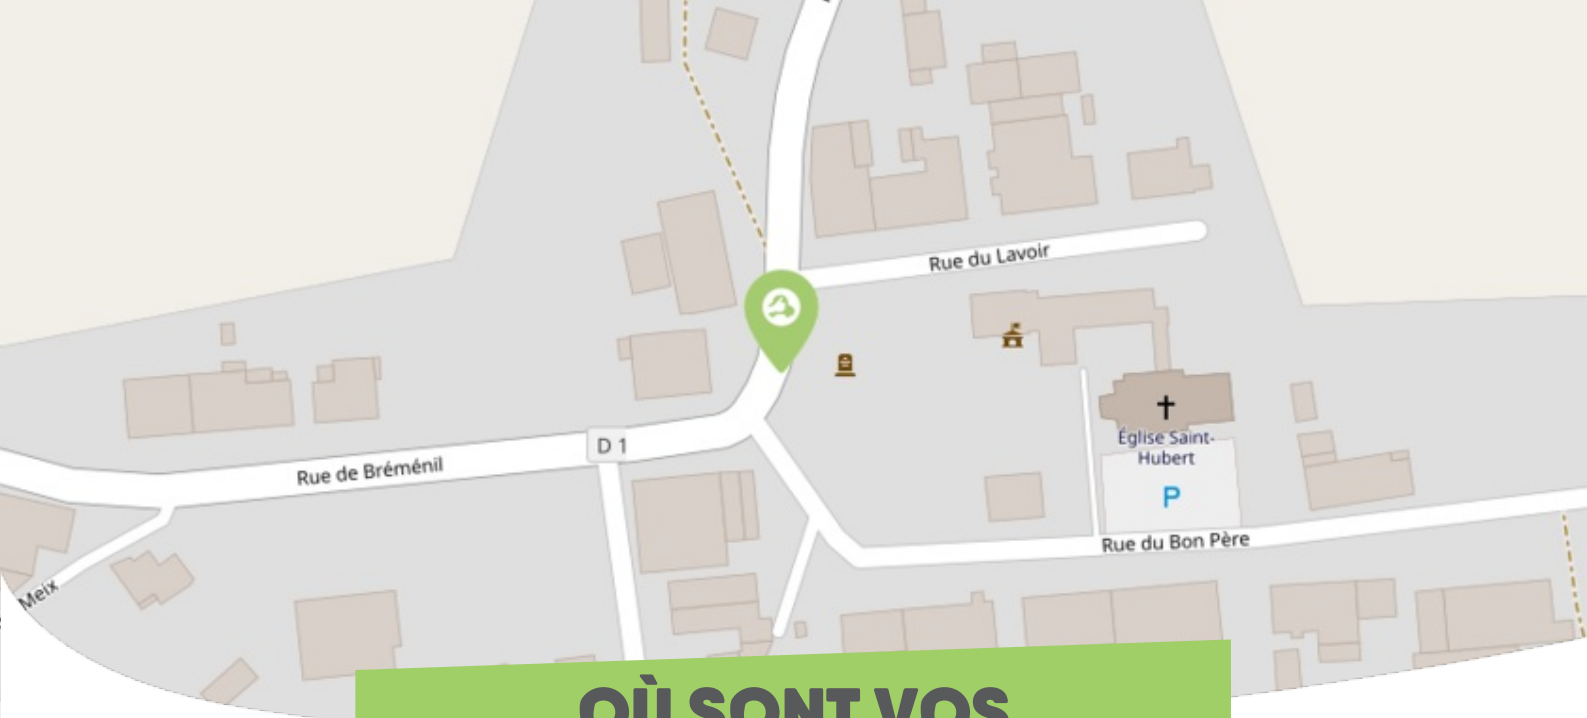 Rue du Lavoir
Église Saint-
Hubert
D 1
Rue de Bréménil
P
Rue du Bon Père
Meix
OÙ SONT VOS